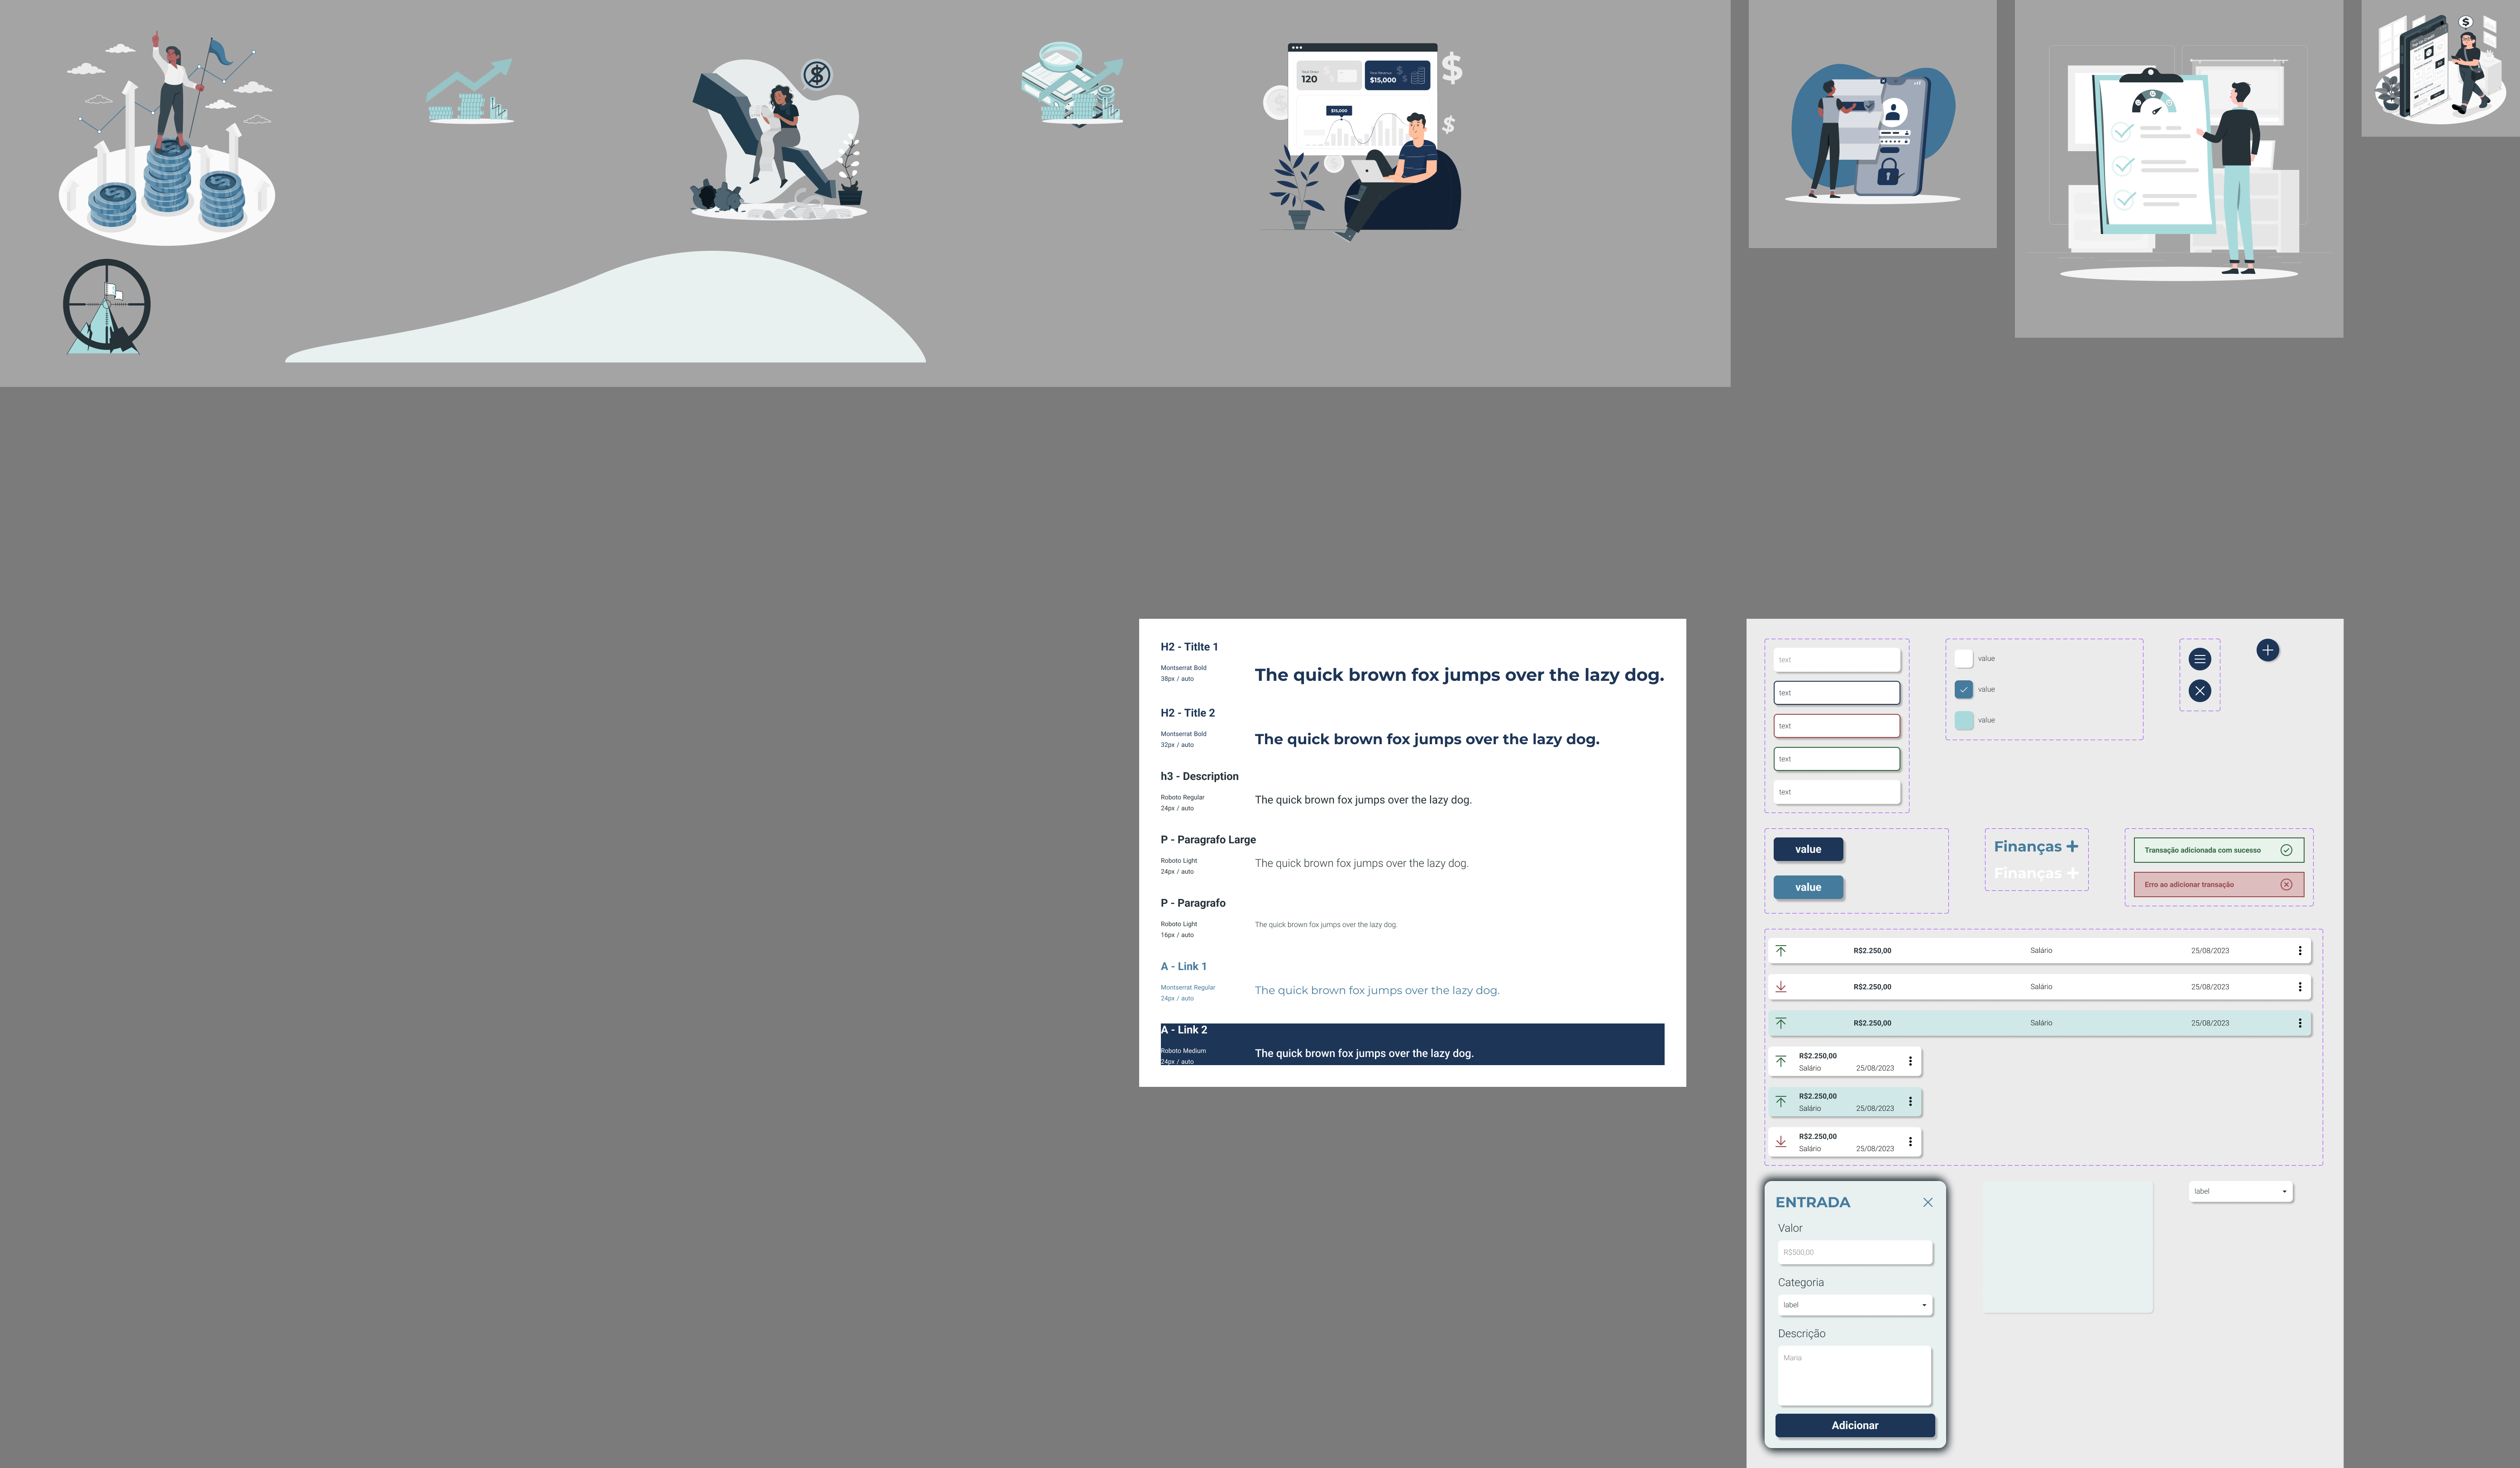 120
$15,000
$15,000
H2 - Titlte 1
Montserrat Bold
38px / auto
The quick brown fox jumps over the lazy dog.
H2 - Title 2
Montserrat Bold
32px / auto
The quick brown fox jumps over the lazy dog.
h3 - Description
Roboto Regular
24px / auto
The quick brown fox jumps over the lazy dog.
P - Paragrafo Large
Roboto Light
24px / auto
The quick brown fox jumps over the lazy dog.
P - Paragrafo
Roboto Light
16px / auto
The quick brown fox jumps over the lazy dog.
A - Link 1
Montserrat Regular
24px / auto
The quick brown fox jumps over the lazy dog.
A - Link 2
Roboto Medium
24px / auto
The quick brown fox jumps over the lazy dog.
text
text
text
text
text
value
value
value
value
value
Finanças +
Finanças +
Transação adicionada com sucesso
Erro ao adicionar transação
R$2.250,00 Salário 25/08/2023
R$2.250,00 Salário 25/08/2023
R$2.250,00 Salário 25/08/2023
R$2.250,00
Salário 25/08/2023
R$2.250,00
Salário 25/08/2023
R$2.250,00
Salário 25/08/2023
ENTRADA
Valor
R$500,00
Categoria
label
Descrição
Maria
Adicionar
label